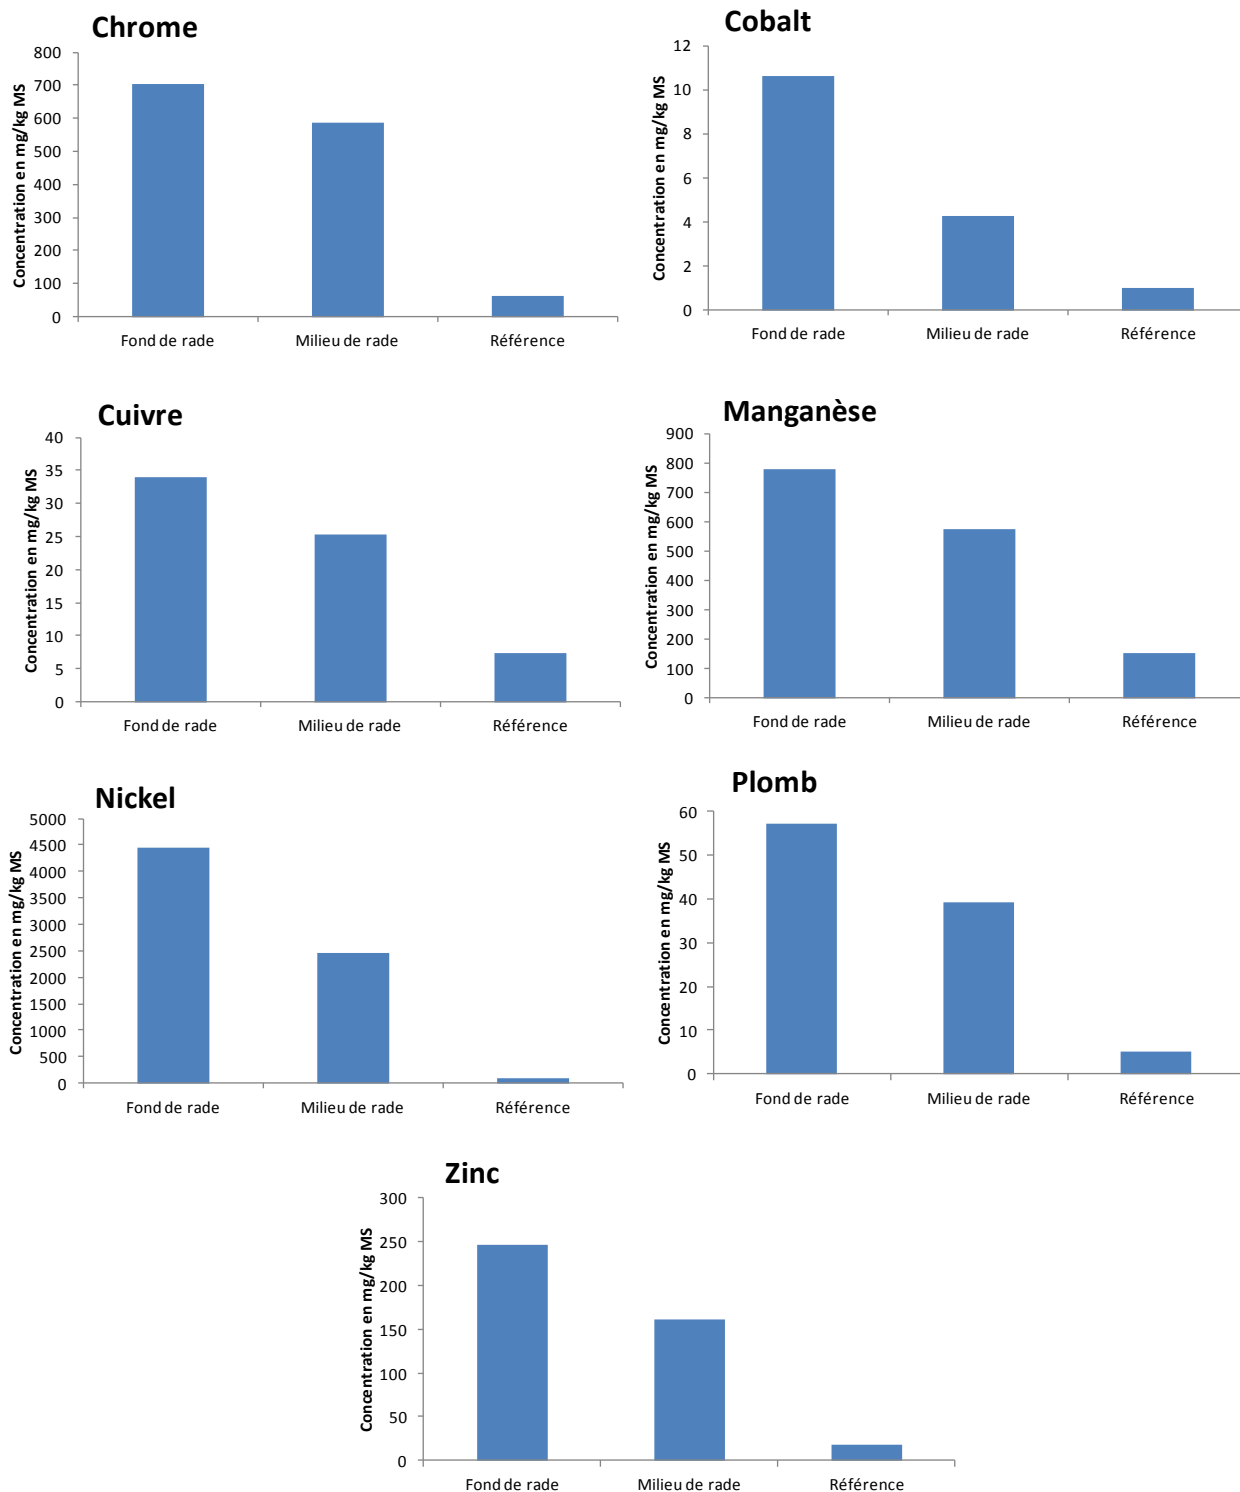 Chrome
Concentration en mg/kg MS
800
700
600
500
400
300
200
100
0
Fond de rade Milieu de rade Référence
Cobalt
Concentration en mg/kg MS
12
10
8
6
4
2
0
Fond de rade Milieu de rade Référence
Cuivre
Concentration en mg/kg MS
40
35
30
25
20
15
10
5
0
Fond de rade Milieu de rade Référence
Manganèse
Concentration en mg/kg MS
900
800
700
600
500
400
300
200
100
0
Fond de rade Milieu de rade Référence
Nickel
Concentration en mg/kg MS
5000
4500
4000
3500
3000
2500
2000
1500
1000
500
0
Fond de rade Milieu de rade Référence
Plomb
Concentration en mg/kg MS
60
50
40
30
20
10
0
Fond de rade Milieu de rade Référence
Zinc
Concentration en mg/kg MS
300
250
200
150
100
50
0
Fond de rade Milieu de rade Référence